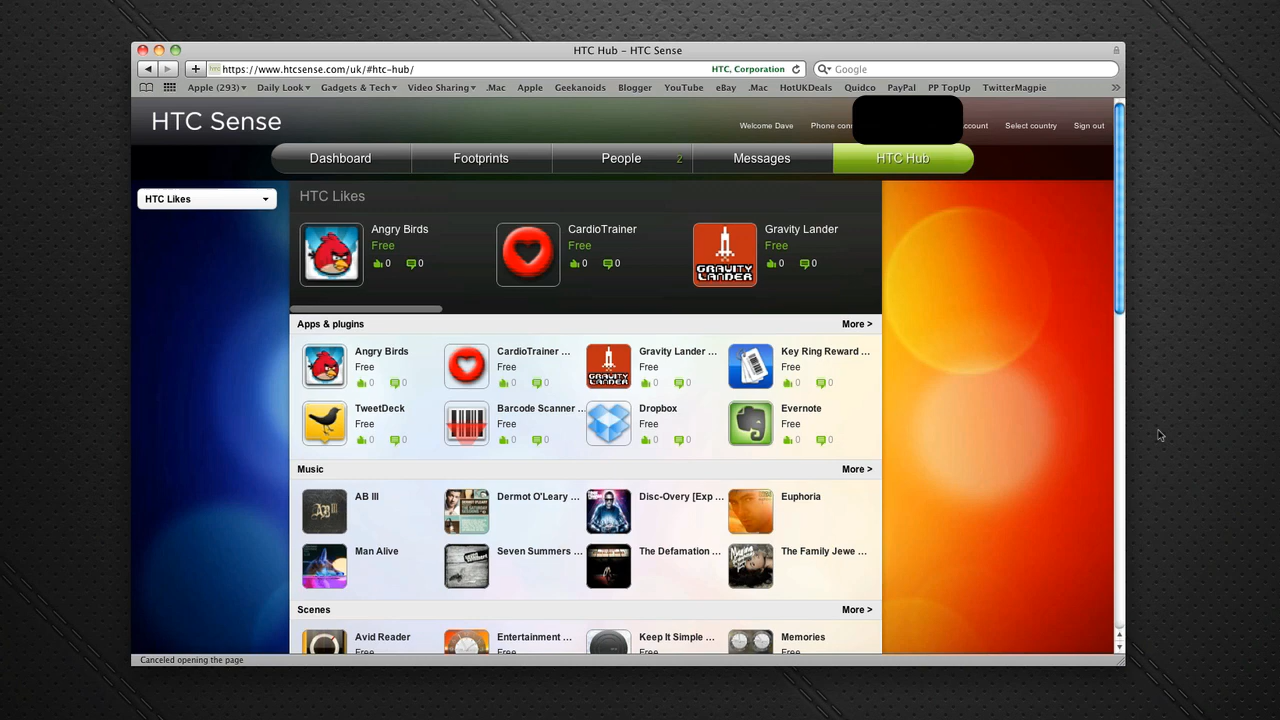 HTC Hub – HTC Sense
https://www.htcsense.com/uk/#htc-hub/ HTC, Corporation Google
Apple (293) Daily Look Gadgets & Tech Video Sharing .Mac Apple Geekanoids Blogger YouTube eBay .Mac HotUKDeals Quidco PayPal PP TopUp TwitterMagpie
HTC Sense
Welcome Dave Phone con ccount Select country Sign out
Dashboard Footprints People 2 Messages HTC Hub
HTC Likes
HTC Likes
Angry Birds CardioTrainer Gravity Lander
Free Free Free
0 0 0 0 0 0
GRAVITY
LANDER
Apps & plugins More >
Angry Birds CardioTrainer ... Gravity Lander ... Key Ring Reward ...
Free Free Free Free
0 0 0 0 0 0 0 0
GRAVITY
LANDER
TweetDeck Barcode Scanner ... Dropbox Evernote
Free Free Free Free
0 0 0 0 0 0 0 0
Music More >
AB III Dermot O'Leary ... Disc-Overy [Exp ... Euphoria
Man Alive Seven Summers ... The Defamation ... The Family Jewe ...
Scenes More >
Avid Reader Entertainment ... Keep It Simple ... Memories
Free Free Free Free
Canceled opening the page